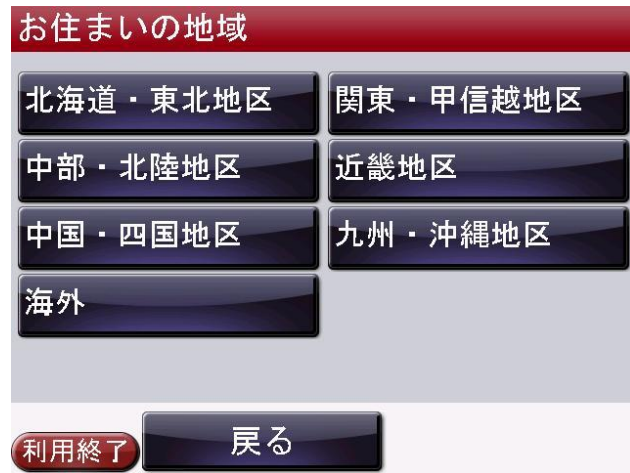 お住まいの地域
北海道・東北地区
関東・甲信越地区
中部・北陸地区
近畿地区
中国・四国地区
九州・沖縄地区
海外
利用終了
戻る